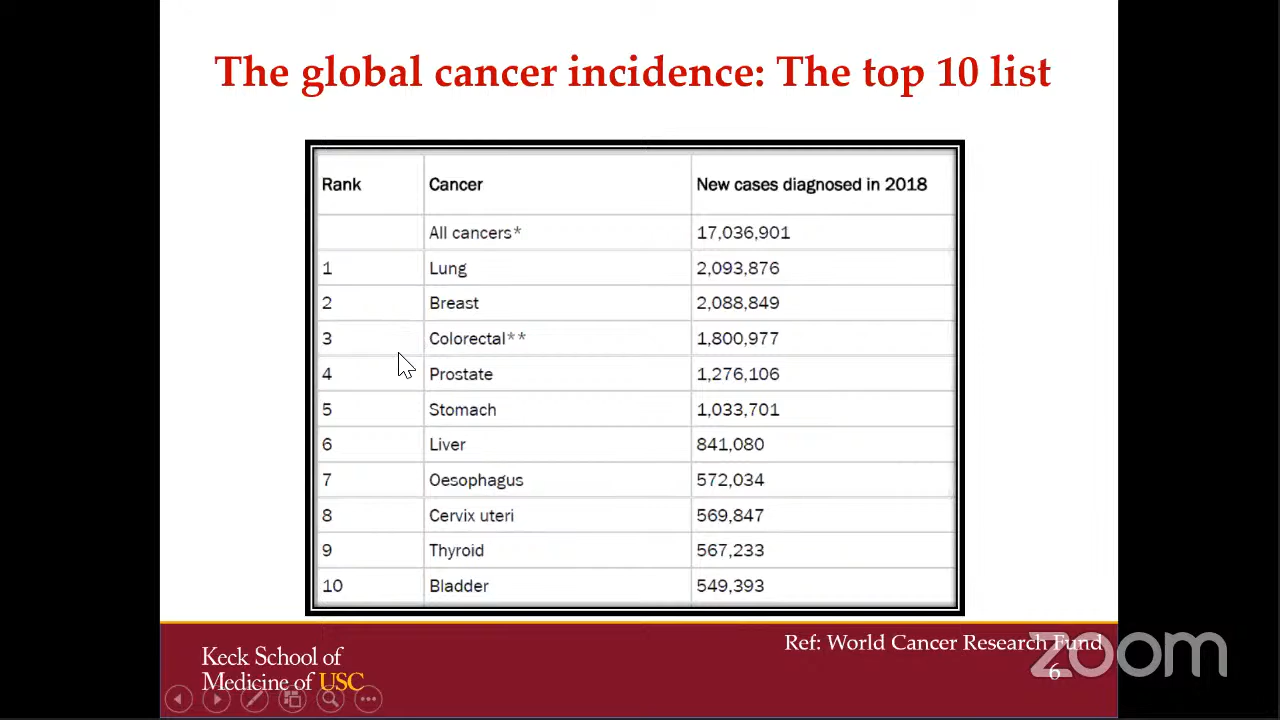 The global cancer incidence: The top 10 list
Rank Cancer New cases diagnosed in 2018
All cancers* 17,036,901
1 Lung 2,093,876
2 Breast 2,088,849
3 Colorectal** 1,800,977
4 Prostate 1,276,106
5 Stomach 1,033,701
6 Liver 841,080
7 Oesophagus 572,034
8 Cervix uteri 569,847
9 Thyroid 567,233
10 Bladder 549,393
Ref: World Cancer Research Fund
Keck School of
Medicine of USC
6
zoom